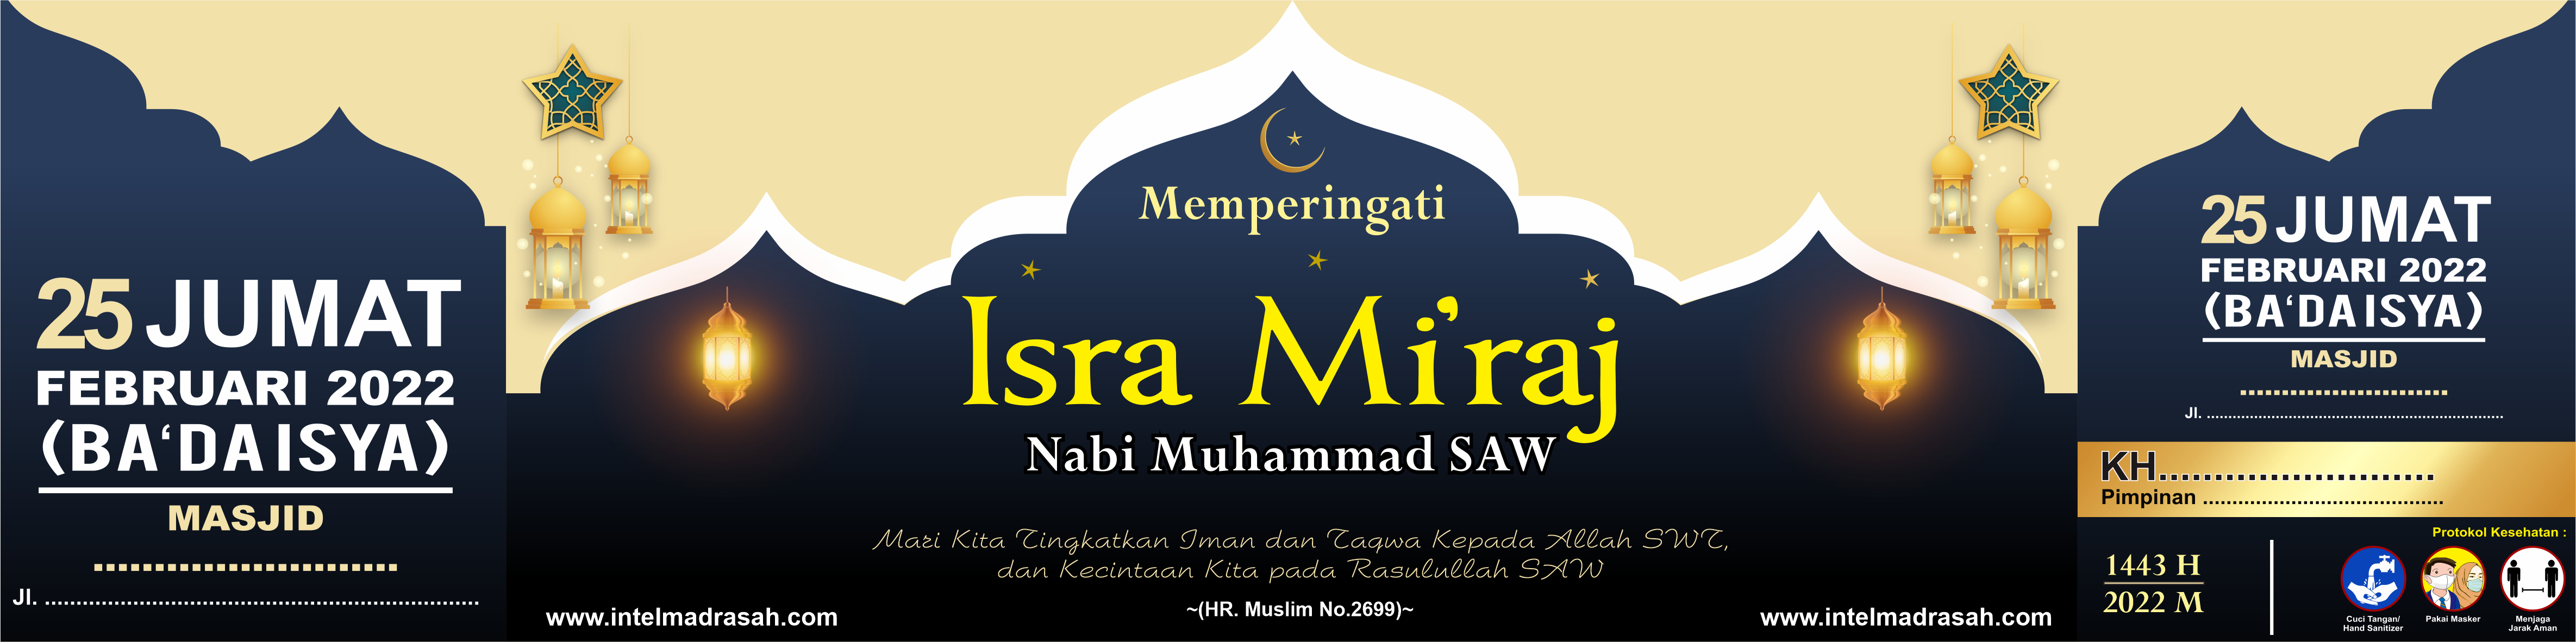 25 JUMAT
FEBRUARI 2022
(BA‘DA ISYA)
MASJID
..............................
Jl. ......................................................................
Memperingati
Isra Mi’raj
Nabi Muhammad SAW
Mari Kita Tingkatkan Iman dan Taqwa Kepada Allah SWT,
dan Kecintaan Kita pada Rasulullah SAW
~(HR. Muslim No.2699)~
www.intelmadrasah.com
www.intelmadrasah.com
25 JUMAT
FEBRUARI 2022
(BA‘DA ISYA)
MASJID
..............................
Jl. ......................................................................
KH..........................
Pimpinan .........................................
Protokol Kesehatan :
1443 H
2022 M
Cuci Tangan/
Hand Sanitizer
Pakai Masker
Menjaga
Jarak Aman